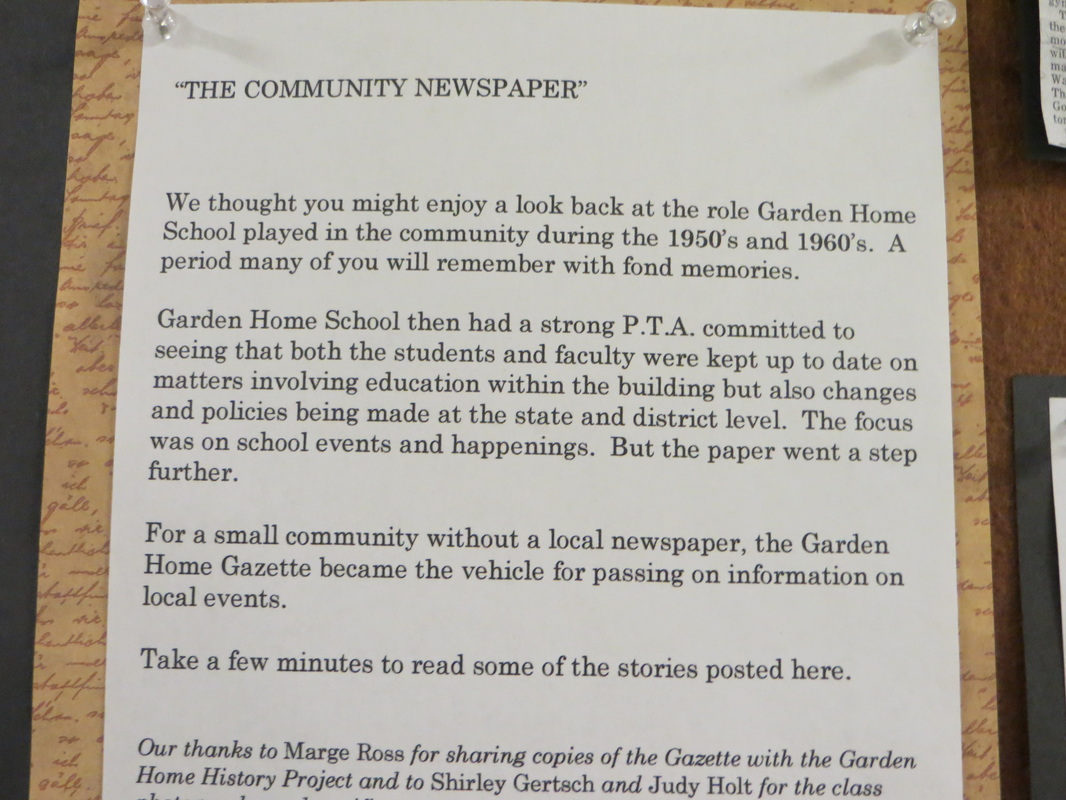 "THE COMMUNITY NEWSPAPER"
We thought you might enjoy a look back at the role Garden Home
School played in the community during the 1950's and 1960's.  A
period many of you will remember with fond memories.
Garden Home School then had a strong P.T.A. committed to
seeing that both the students and faculty were kept up to date on
matters involving education within the building but also changes
and policies being made at the state and district level.  The focus
was on school events and happenings.  But the paper went a step
further.
For a small community without a local newspaper, the Garden
Home Gazette became the vehicle for passing on information on
local events.
Take a few minutes to read some of the stories posted here.
Our thanks to Marge Ross for sharing copies of the Gazette with the Garden
Home History Project and to Shirley Gertsch and Judy Holt for the class